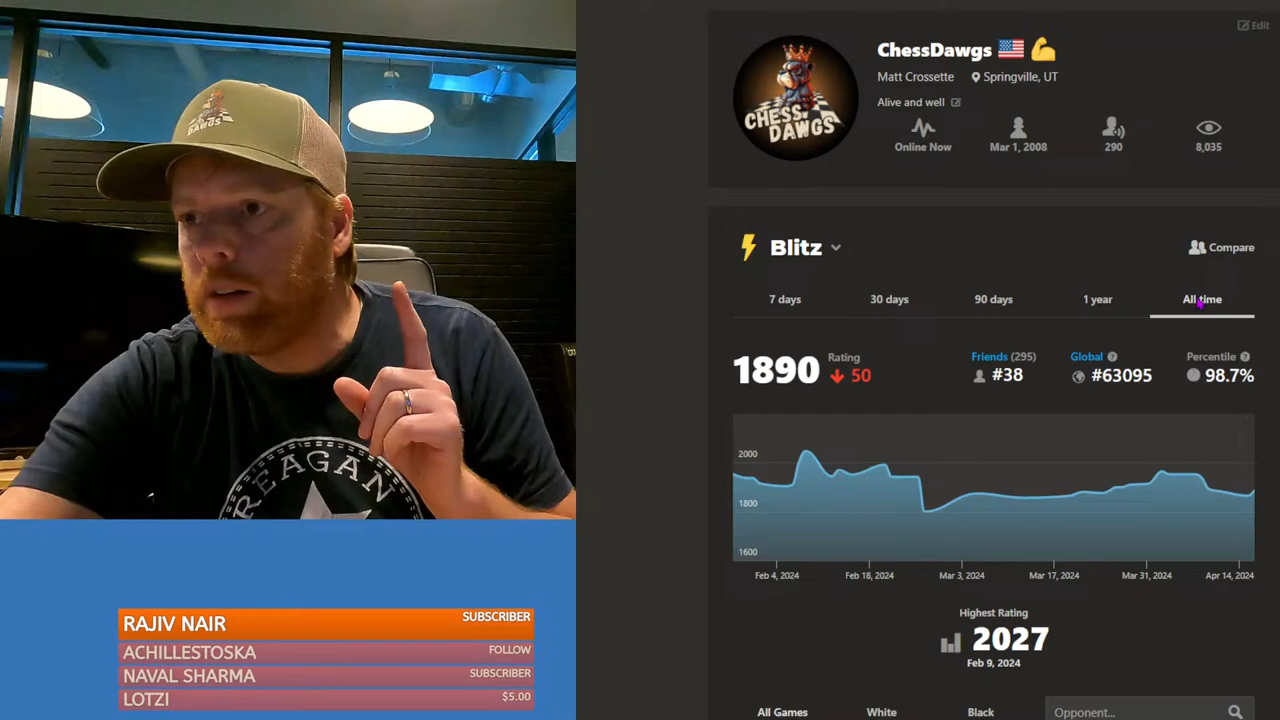 CHESS
DAWGS
REAGAN
RAJIV NAIR SUBSCRIBER
ACHILLESTOSKA FOLLOW
NAVAL SHARMA SUBSCRIBER
LOTZI $5.00
Edit
CHESS
DAWGS
ChessDawgs
Matt Crossette Springville, UT
Alive and well
Online Now Mar 1, 2008 290 8,035
Blitz Compare
7 days 30 days 90 days 1 year All time
1890 Rating 50
Friends (295) #38
Global #63095
Percentile 98.7%
2000
1800
1600
Feb 4, 2024 Feb 18, 2024 Mar 3, 2024 Mar 17, 2024 Mar 31, 2024 Apr 14, 2024
Highest Rating
2027
Feb 9, 2024
All Games White Black Opponent...